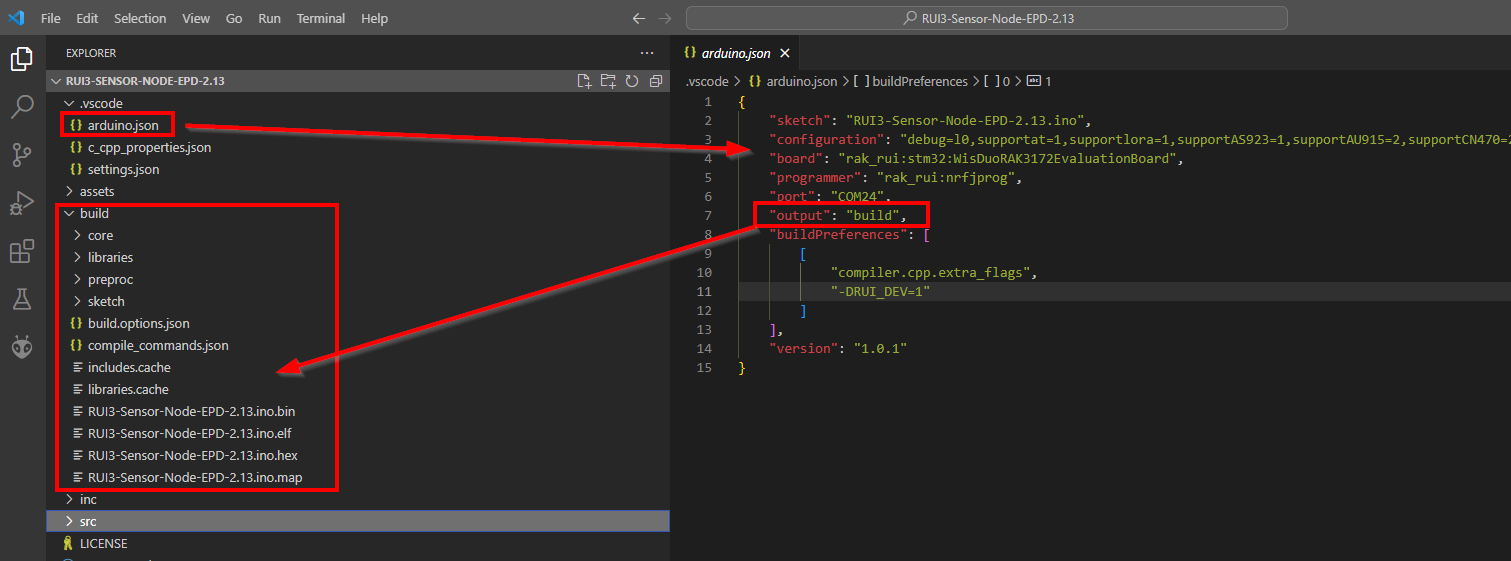 File Edit Selection View Go Run Terminal Help
RUI3-Sensor-Node-EPD-2.13
EXPLORER
RUI3-SENSOR-NODE-EPD-2.13
.vscode
arduino.json
c_cpp_properties.json
settings.json
assets
build
core
libraries
preproc
sketch
build.options.json
compile_commands.json
includes.cache
libraries.cache
RUI3-Sensor-Node-EPD-2.13.ino.bin
RUI3-Sensor-Node-EPD-2.13.ino.elf
RUI3-Sensor-Node-EPD-2.13.ino.hex
RUI3-Sensor-Node-EPD-2.13.ino.map
inc
src
LICENSE
{} arduino.json ×
.vscode > {} arduino.json > [ ] buildPreferences > [ ] 0 > abc 1
1 {
2 "sketch": "RUI3-Sensor-Node-EPD-2.13.ino",
3 "configuration": "debug=l0,supportat=1,supportlora=1,supportAS923=1,supportAU915=2,supportCN470=2
4 "board": "rak_rui:stm32:WisDuoRAK3172EvaluationBoard",
5 "programmer": "rak_rui:nrfjprog",
6 "port": "COM24",
7 "output": "build",
8 "buildPreferences": [
9 [
10 "compiler.cpp.extra_flags",
11 "-DRUI_DEV=1"
12 ]
13 ],
14 "version": "1.0.1"
15 }